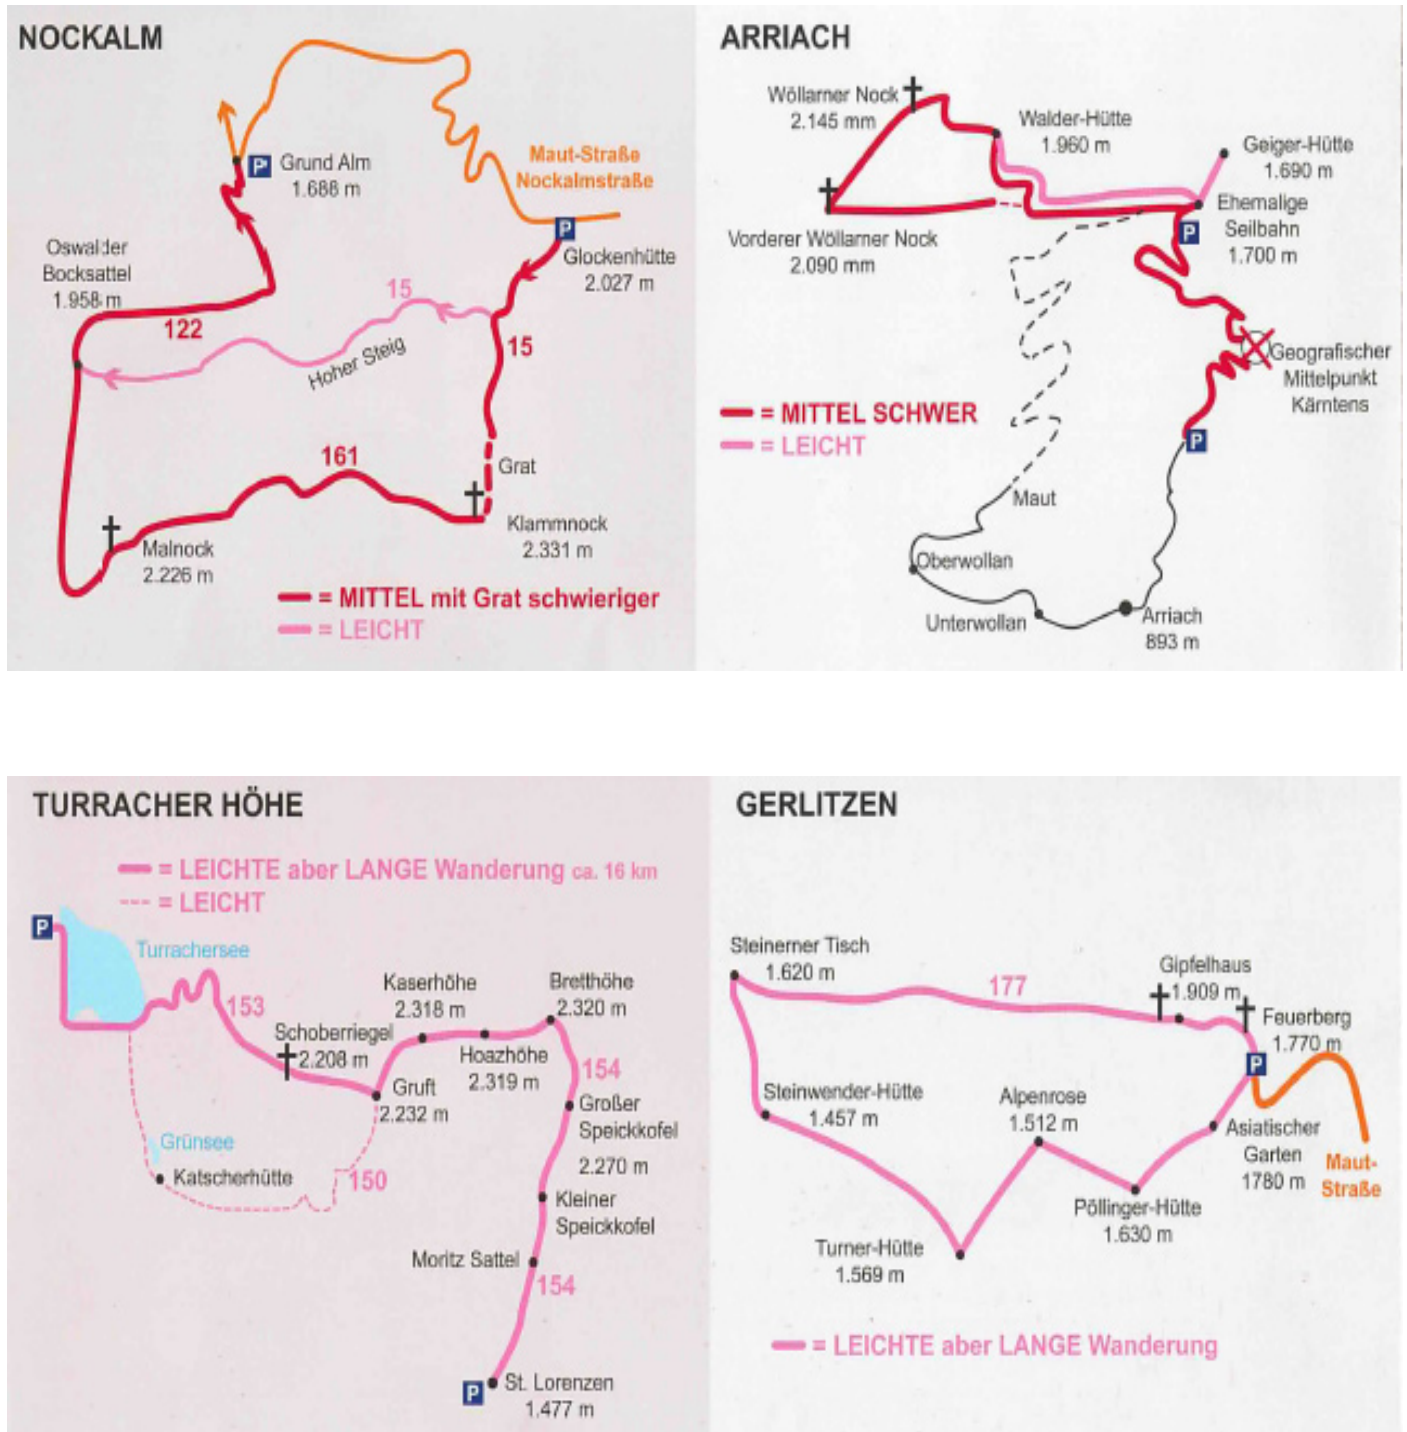 NOCKALM
P
Grund Alm
1.688 m
Maut-Straße
Nockalmstraße
P
Glockenhütte
2.027 m
Oswalder
Bocksattel
1.958 m
122
15
Hoher Steig
15
161
Grat
Klammnock
2.331 m
Malnock
2.226 m
= MITTEL mit Grat schwieriger
= LEICHT
ARRIACH
Wöllarner Nock
2.145 mm
Walder-Hütte
1.960 m
Geiger-Hütte
1.690 m
Ehemalige
Seilbahn
1.700 m
P
Vorderer Wöllarner Nock
2.090 mm
Geografischer
Mittelpunkt
Kärntens
= MITTEL SCHWER
= LEICHT
P
Maut
Oberwollan
Unterwollan
Arriach
893 m
TURRACHER HÖHE
= LEICHTE aber LANGE Wanderung ca. 16 km
= LEICHT
P
Turrachersee
153
Schoberriegel
2.208 m
Kaserhöhe
2.318 m
Bretthöhe
2.320 m
Hoazhöhe
2.319 m
Gruft
2.232 m
154
Großer
Speickkofel
2.270 m
Grünsee
Katscherhütte
150
Kleiner
Speickkofel
Moritz Sattel
154
P
St. Lorenzen
1.477 m
GERLITZEN
Steinerner Tisch
1.620 m
177
Gipfelhaus
1.909 m
Feuerberg
1.770 m
P
Steinwender-Hütte
1.457 m
Alpenrose
1.512 m
Asiatischer
Garten
1780 m
Maut-
Straße
Pöllinger-Hütte
1.630 m
Turner-Hütte
1.569 m
= LEICHTE aber LANGE Wanderung